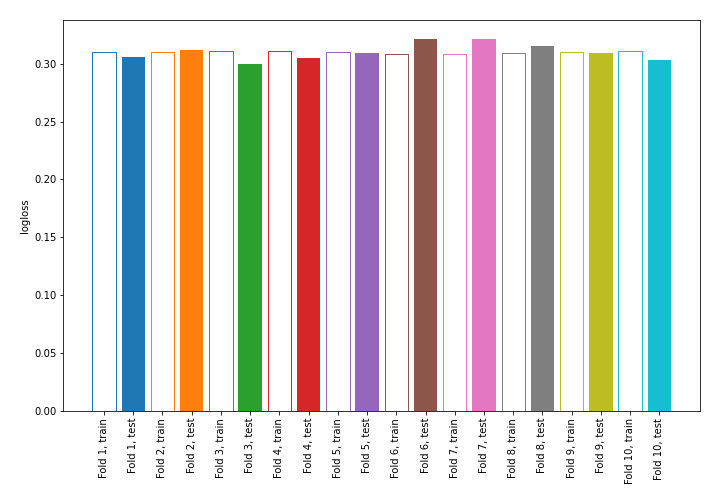 0.30
0.25
0.20
0.15
0.10
0.05
0.00
logloss
Fold 1, train
Fold 1, test
Fold 2, train
Fold 2, test
Fold 3, train
Fold 3, test
Fold 4, train
Fold 4, test
Fold 5, train
Fold 5, test
Fold 6, train
Fold 6, test
Fold 7, train
Fold 7, test
Fold 8, train
Fold 8, test
Fold 9, train
Fold 9, test
Fold 10, train
Fold 10, test